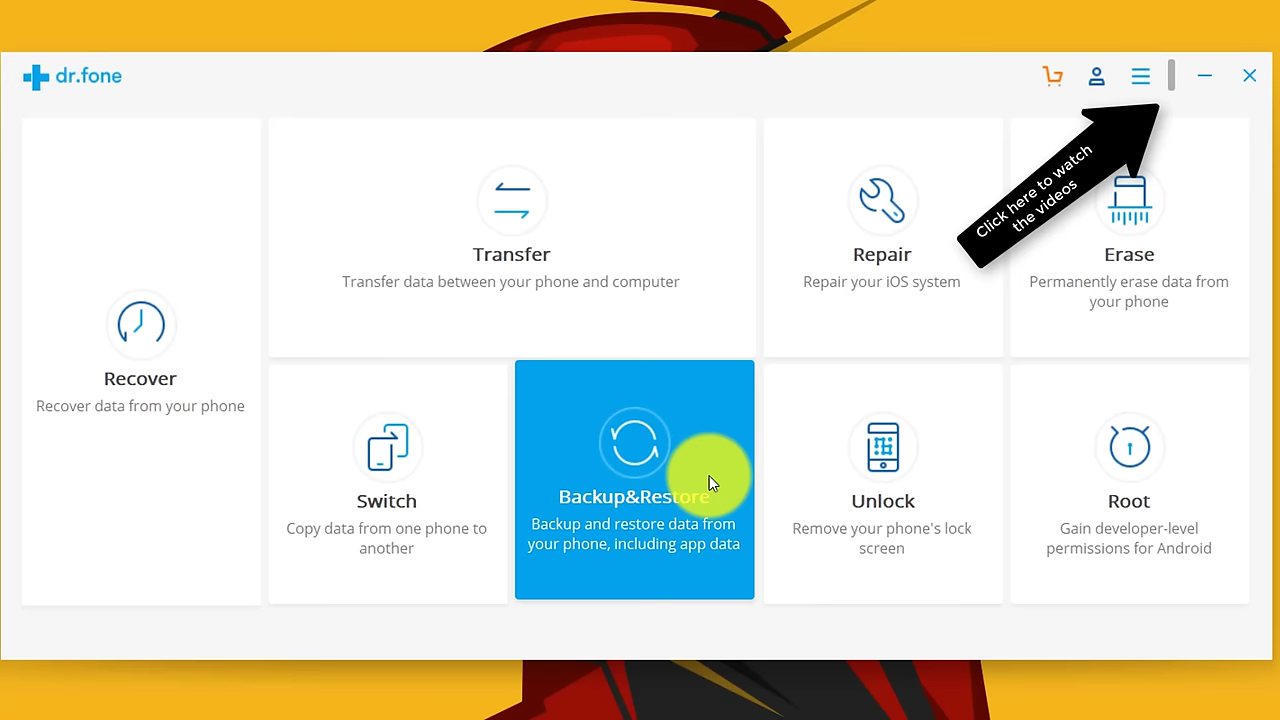 dr.fone
Click here to watch
the videos
Transfer
Transfer data between your phone and computer
Repair
Repair your iOS system
Erase
Permanently erase data from
your phone
Recover
Recover data from your phone
Switch
Copy data from one phone to
another
Backup&Restore
Backup and restore data from
your phone, including app data
Unlock
Remove your phone's lock
screen
Root
Gain developer-level
permissions for Android